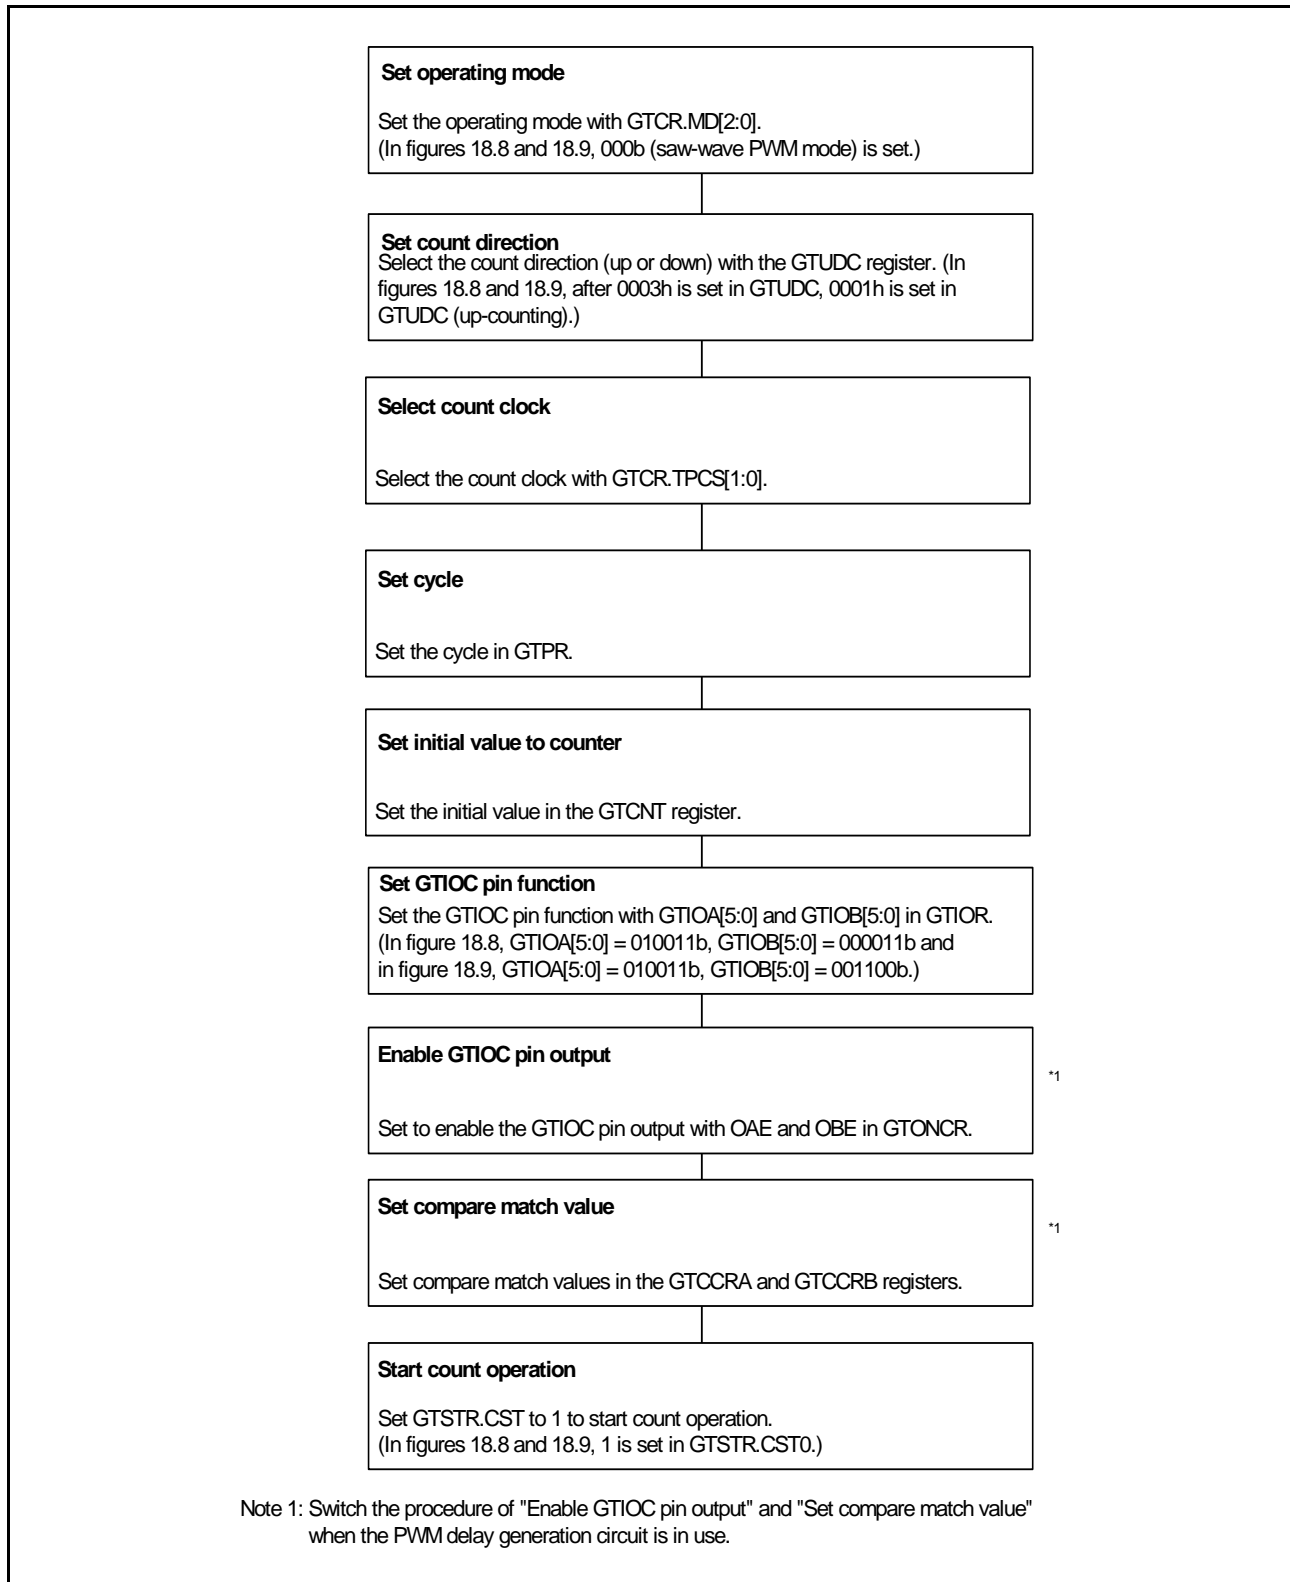 Set operating mode
Set the operating mode with GTCR.MD[2:0].
(In figures 18.8 and 18.9, 000b (saw-wave PWM mode) is set.)
Set count direction
Select the count direction (up or down) with the GTUDC register. (In
figures 18.8 and 18.9, after 0003h is set in GTUDC, 0001h is set in
GTUDC (up-counting).)
Select count clock
Select the count clock with GTCR.TPCS[1:0].
Set cycle
Set the cycle in GTPR.
Set initial value to counter
Set the initial value in the GTCNT register.
Set GTIOC pin function
Set the GTIOC pin function with GTIOA[5:0] and GTIOB[5:0] in GTIOR.
(In figure 18.8, GTIOA[5:0] = 010011b, GTIOB[5:0] = 000011b and
in figure 18.9, GTIOA[5:0] = 010011b, GTIOB[5:0] = 001100b.)
Enable GTIOC pin output
*1
Set to enable the GTIOC pin output with OAE and OBE in GTONCR.
Set compare match value
*1
Set compare match values in the GTCCRA and GTCCRB registers.
Start count operation
Set GTSTR.CST to 1 to start count operation.
(In figures 18.8 and 18.9, 1 is set in GTSTR.CST0.)
Note 1: Switch the procedure of "Enable GTIOC pin output" and "Set compare match value"
when the PWM delay generation circuit is in use.